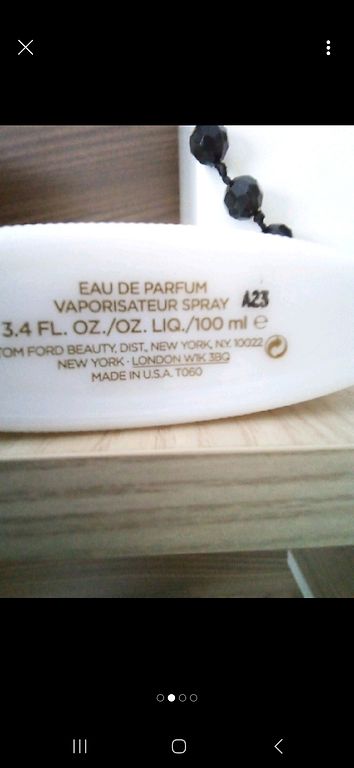 EAU DE PARFUM
VAPORISATEUR SPRAY A23
3.4 FL. OZ./OZ. LIQ./100 ml ℮
TOM FORD BEAUTY, DIST., NEW YORK, N.Y. 10022
NEW YORK · LONDON W1K 3BQ
MADE IN U.S.A. T060